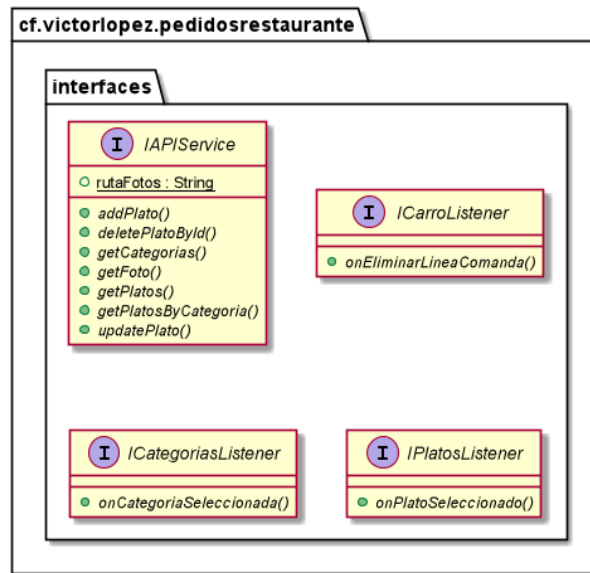 cf.victorlopez.pedidosrestaurante
interfaces
I IAPIService
rutaFotos : String
addPlato()
deletePlatoById()
getCategorias()
getFoto()
getPlatos()
getPlatosByCategoria()
updatePlato()
I ICarroListener
onEliminarLineaComanda()
I ICategoriasListener
onCategoriaSeleccionada()
I IPlatosListener
onPlatoSeleccionado()